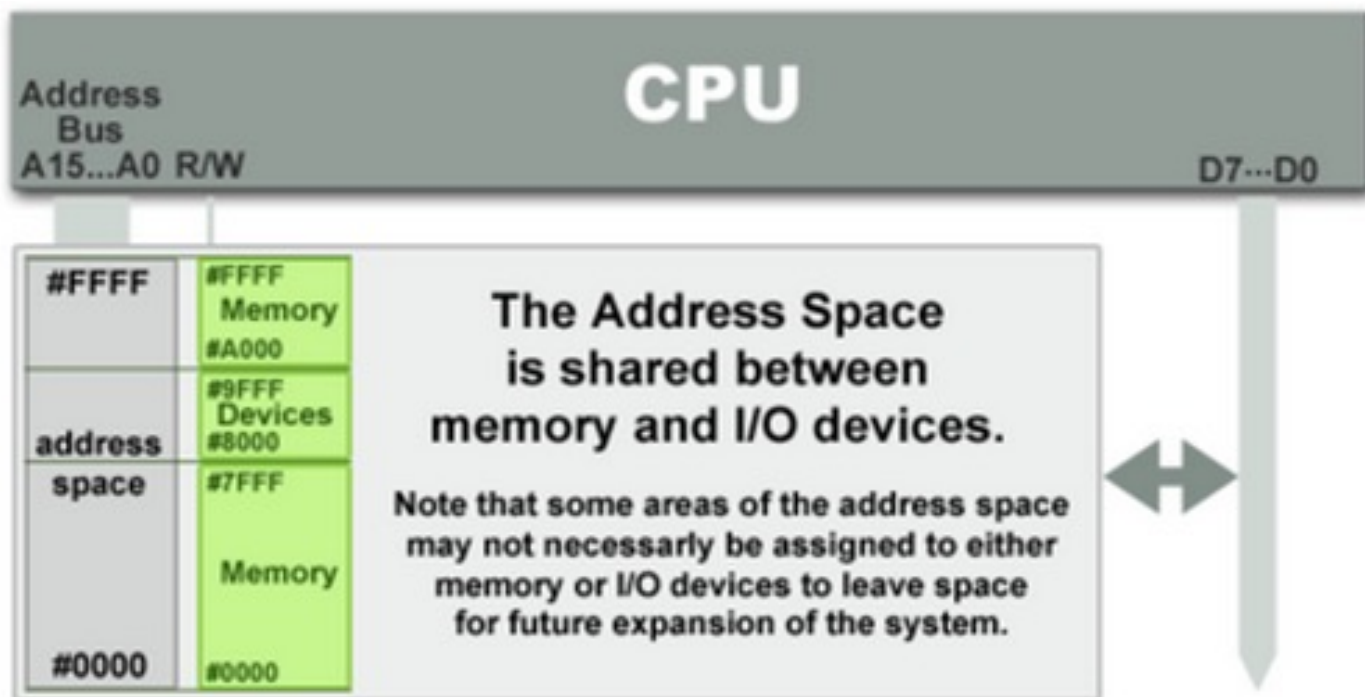 CPU
Address
Bus
A15...A0 R/W
D7...D0
#FFFF
address
space
#0000
#FFFF
Memory
#A000
#9FFF
Devices
#8000
#7FFF
Memory
#0000
The Address Space
is shared between
memory and I/O devices.
Note that some areas of the address space
may not necessarly be assigned to either
memory or I/O devices to leave space
for future expansion of the system.